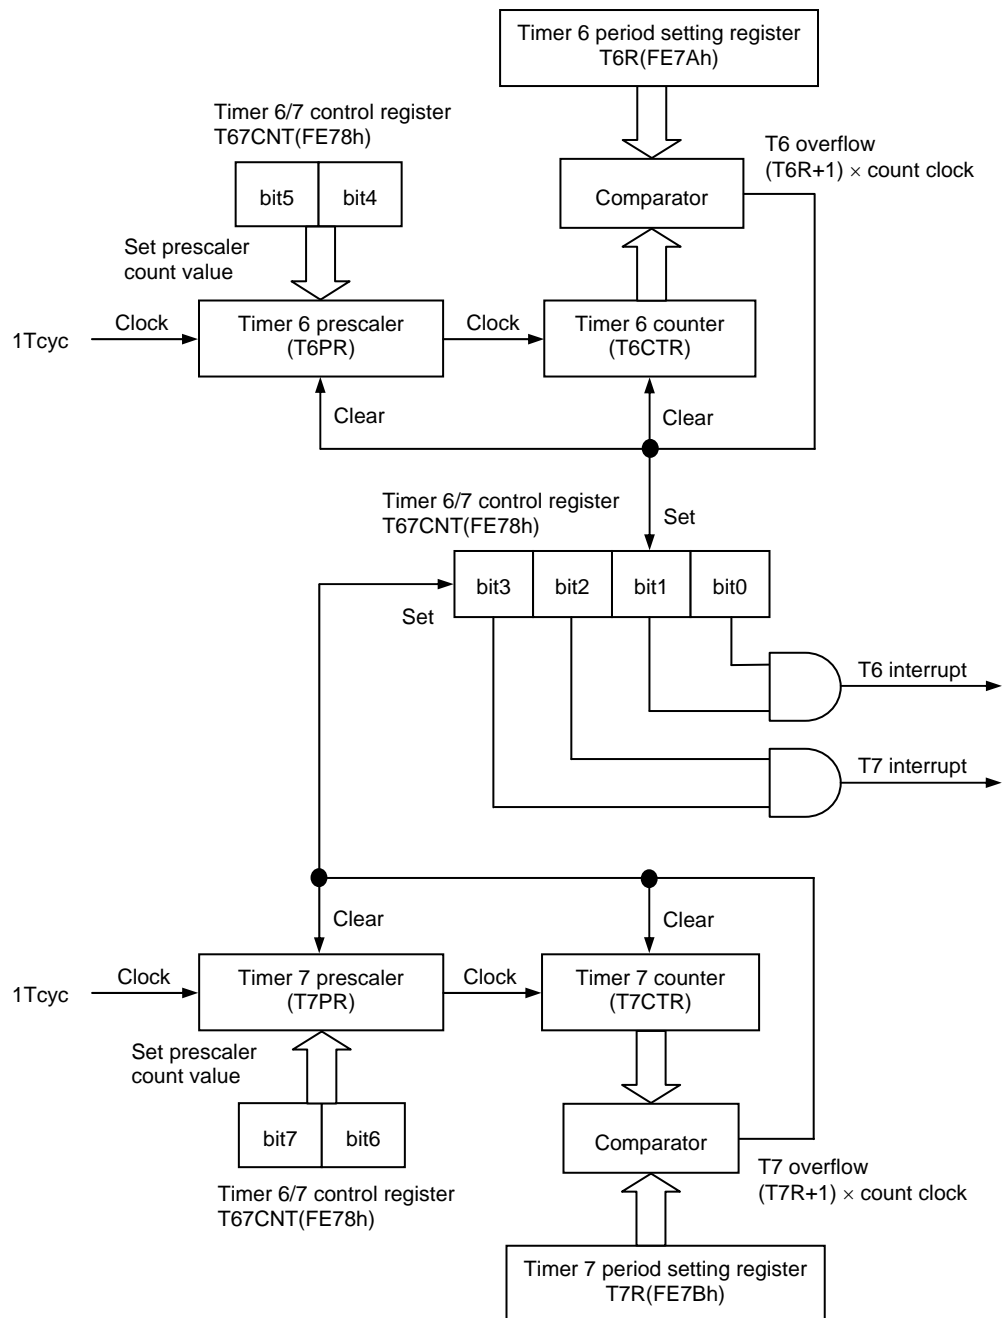 Timer 6 period setting register
T6R(FE7Ah)
Timer 6/7 control register
T67CNT(FE78h)
T6 overflow
(T6R+1) × count clock
bit5
bit4
Comparator
Set prescaler
count value
1Tcyc
Clock
Timer 6 prescaler
(T6PR)
Clock
Timer 6 counter
(T6CTR)
Clear
Clear
Timer 6/7 control register
T67CNT(FE78h)
Set
bit3
bit2
bit1
bit0
Set
T6 interrupt
T7 interrupt
Clear
Clear
1Tcyc
Clock
Timer 7 prescaler
(T7PR)
Clock
Timer 7 counter
(T7CTR)
Set prescaler
count value
bit7
bit6
Comparator
T7 overflow
(T7R+1) × count clock
Timer 6/7 control register
T67CNT(FE78h)
Timer 7 period setting register
T7R(FE7Bh)